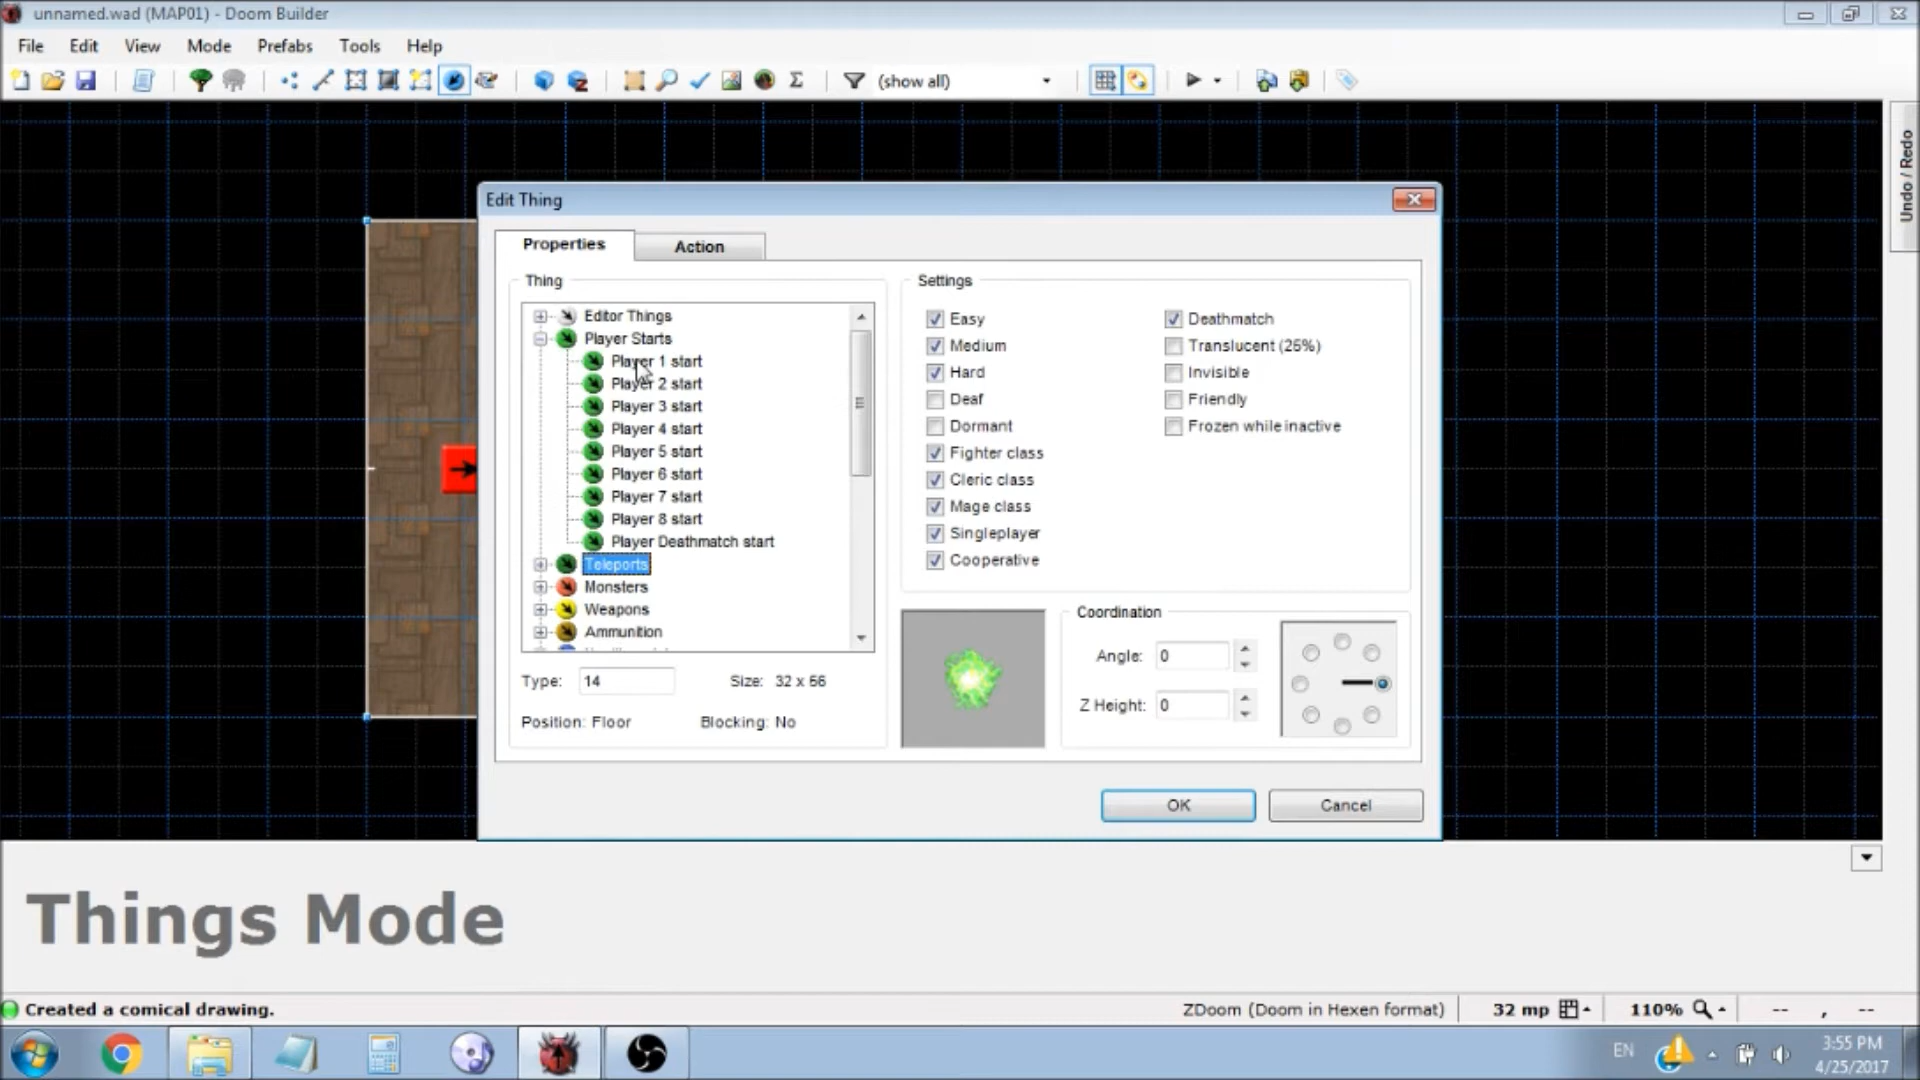 unnamed.wad (MAP01) - Doom Builder
File Edit View Mode Prefabs Tools Help
(show all)
Undo / Redo
Edit Thing
Properties
Action
Thing
Editor Things
Player Starts
Player 1 start
Player 2 start
Player 3 start
Player 4 start
Player 5 start
Player 6 start
Player 7 start
Player 8 start
Player Deathmatch start
Teleports
Monsters
Weapons
Ammunition
Type: 14 Size: 32 x 56
Position: Floor Blocking: No
Settings
Easy
Medium
Hard
Deaf
Dormant
Fighter class
Cleric class
Mage class
Singleplayer
Cooperative
Deathmatch
Translucent (25%)
Invisible
Friendly
Frozen while inactive
Coordination
Angle: 0
Z Height: 0
OK Cancel
Things Mode
Created a comical drawing.
ZDoom (Doom in Hexen format) 32 mp 110% -- , --
EN
3:55 PM
4/25/2017